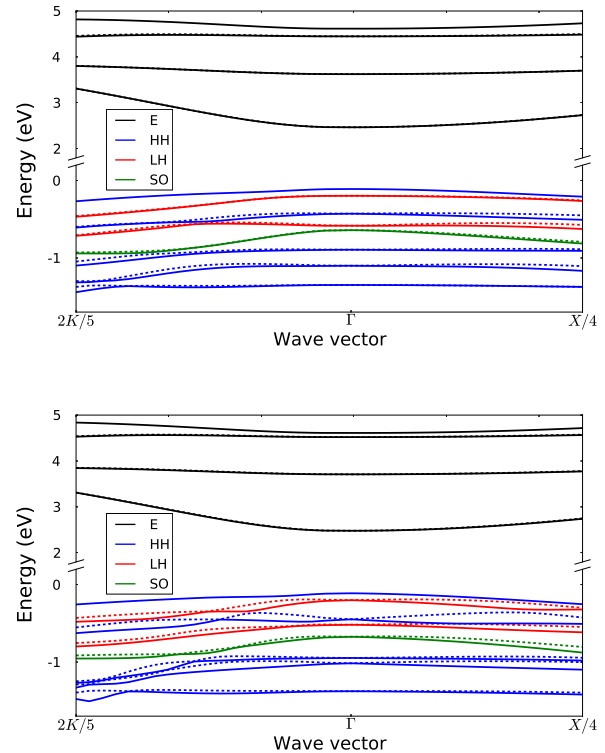 5
4
3
2
0
-1
Energy (eV)
E
HH
LH
SO
2K/5
Γ
X/4
Wave vector
5
4
3
2
0
-1
Energy (eV)
E
HH
LH
SO
2K/5
Γ
X/4
Wave vector